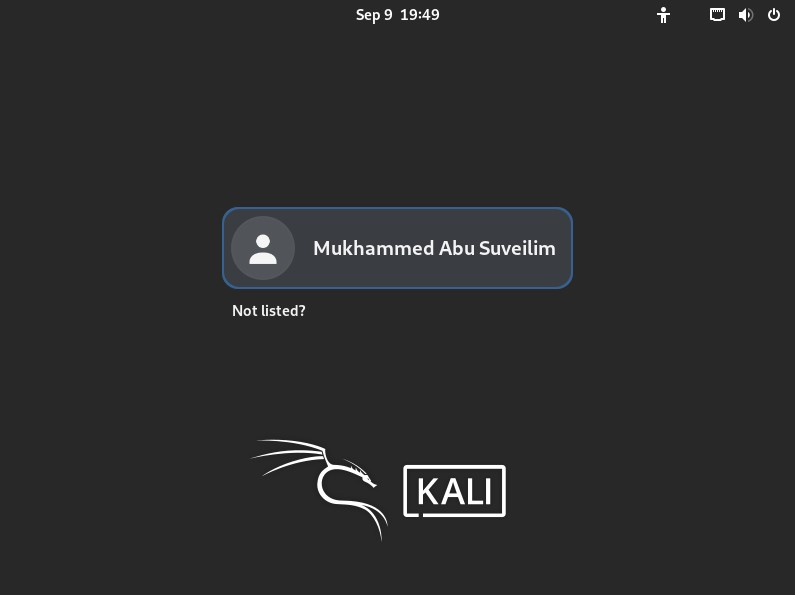 Sep 9 19:49
Mukhammed Abu Suveilim
Not listed?
KALI